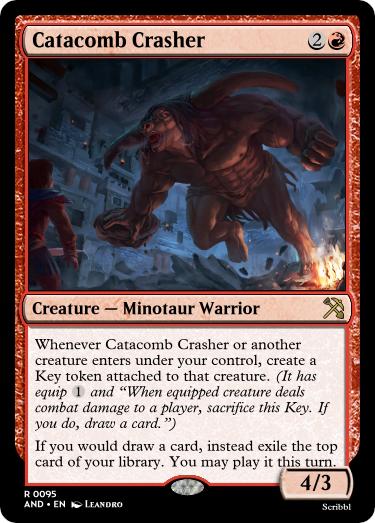 Catacomb Crasher 2
Creature — Minotaur Warrior
Whenever Catacomb Crasher or another
creature enters under your control, create a
Key token attached to that creature. (It has
equip 1 and “When equipped creature deals
combat damage to a player, sacrifice this Key. If
you do, draw a card.”)
If you would draw a card, instead exile the top
card of your library. You may play it this turn.
4/3
R 0095
AND • EN Leandro
Scribbl